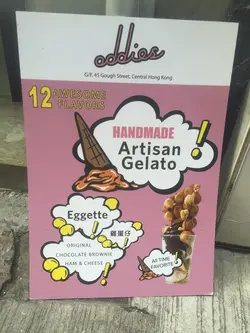 oddies
G/F, 45 Gough Street, Central Hong Kong
12 AWESOME
FLAVORS
HANDMADE
Artisan
Gelato
Eggette
雞蛋仔
ORIGINAL
CHOCOLATE BROWNIE
HAM & CHEESE
All TIME
FAVORITE